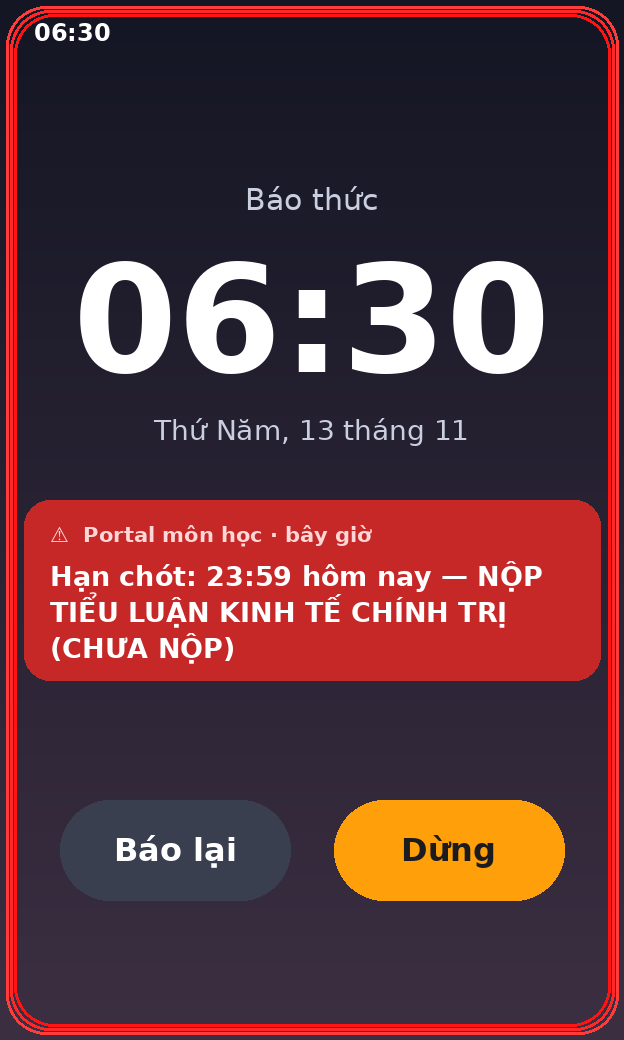 06:30
Báo thức
06:30
Thứ Năm, 13 tháng 11
⚠ Portal môn học · bây giờ
Hạn chót: 23:59 hôm nay — NỘP
TIỂU LUẬN KINH TẾ CHÍNH TRỊ
(CHƯA NỘP)
Báo lại
Dừng